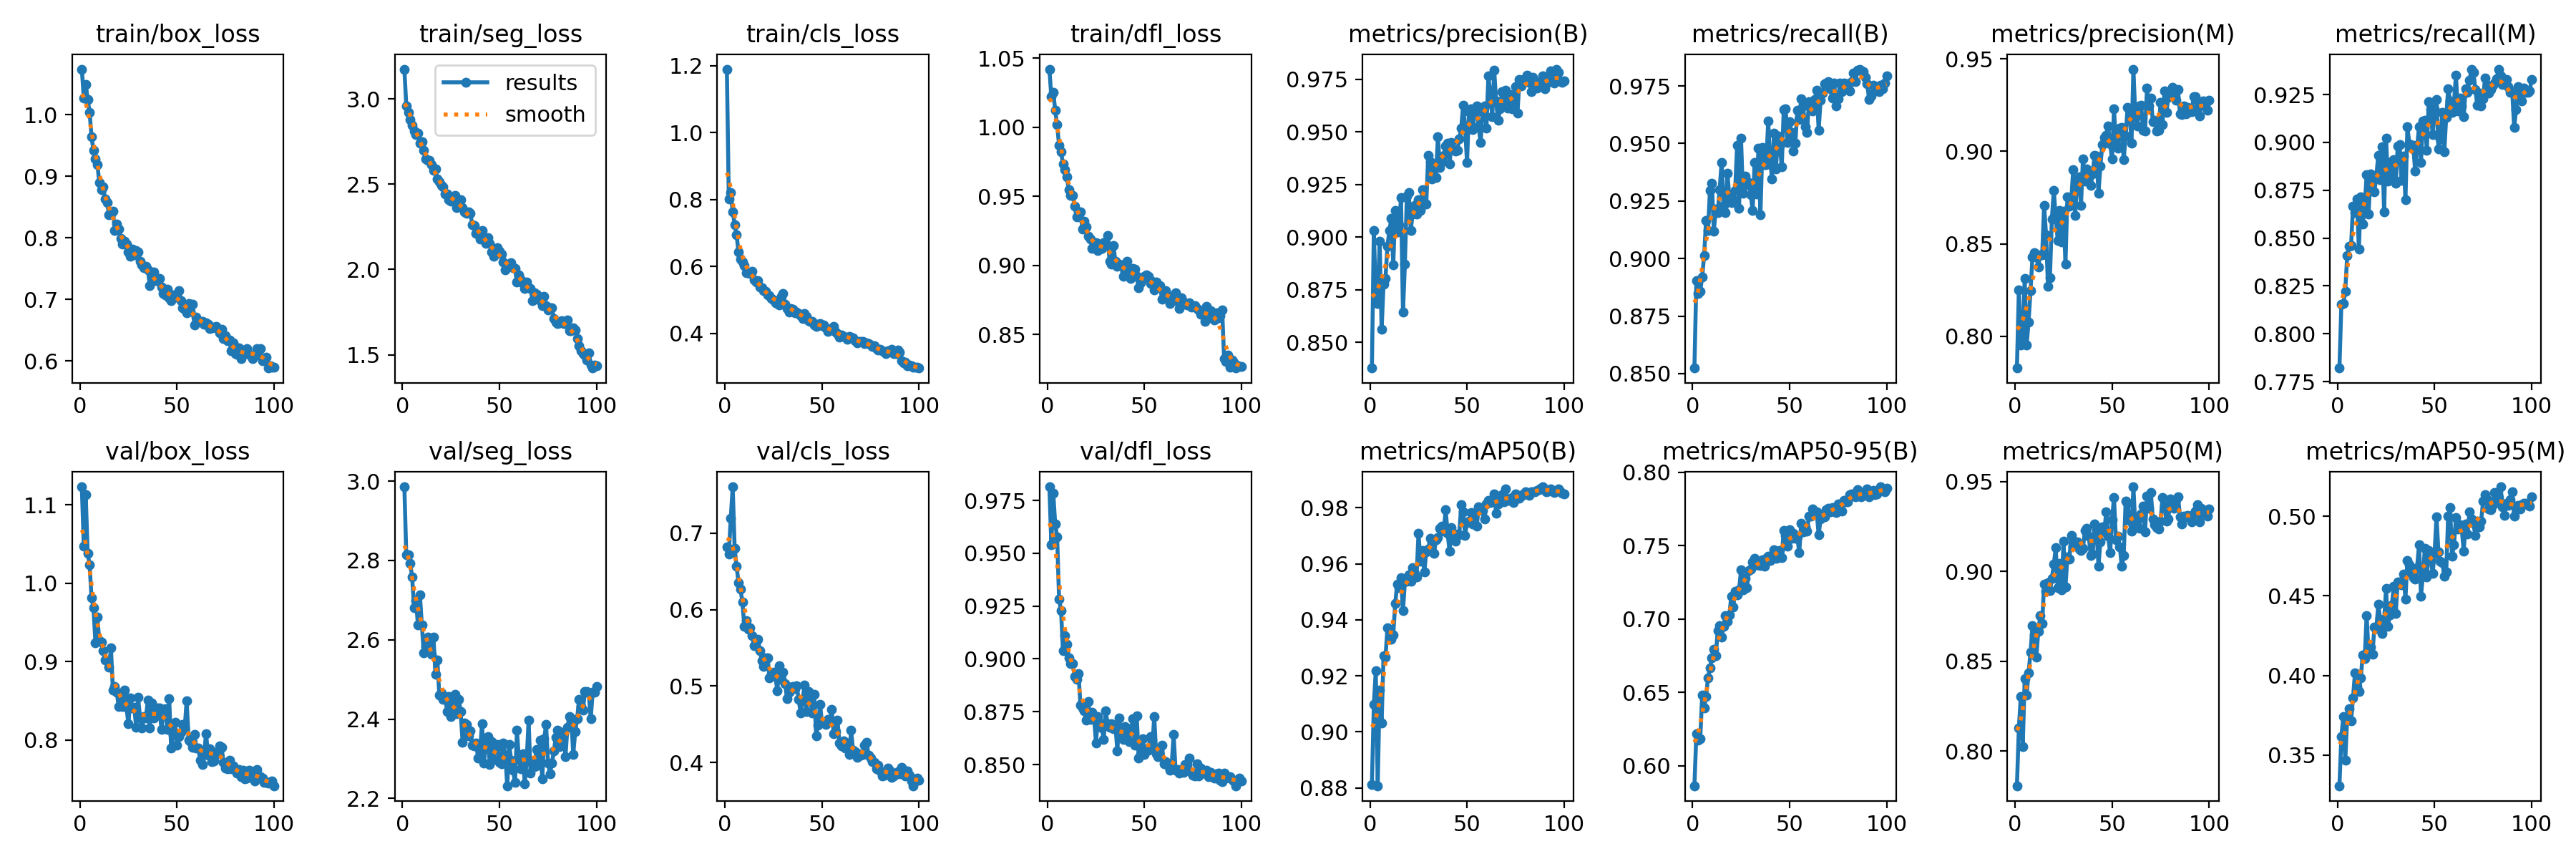 train/box_loss
train/seg_loss
train/cls_loss
train/dfl_loss
metrics/precision(B)
metrics/recall(B)
metrics/precision(M)
metrics/recall(M)
results
smooth
1.0
0.9
0.8
0.7
0.6
0 50 100
3.0
2.5
2.0
1.5
0 50 100
1.2
1.0
0.8
0.6
0.4
0 50 100
1.05
1.00
0.95
0.90
0.85
0 50 100
0.975
0.950
0.925
0.900
0.875
0.850
0 50 100
0.975
0.950
0.925
0.900
0.875
0.850
0 50 100
0.95
0.90
0.85
0.80
0 50 100
0.925
0.900
0.875
0.850
0.825
0.800
0.775
0 50 100
val/box_loss
val/seg_loss
val/cls_loss
val/dfl_loss
metrics/mAP50(B)
metrics/mAP50-95(B)
metrics/mAP50(M)
metrics/mAP50-95(M)
1.1
1.0
0.9
0.8
0 50 100
3.0
2.8
2.6
2.4
2.2
0 50 100
0.7
0.6
0.5
0.4
0 50 100
0.975
0.950
0.925
0.900
0.875
0.850
0 50 100
0.98
0.96
0.94
0.92
0.90
0.88
0 50 100
0.80
0.75
0.70
0.65
0.60
0 50 100
0.95
0.90
0.85
0.80
0 50 100
0.50
0.45
0.40
0.35
0 50 100